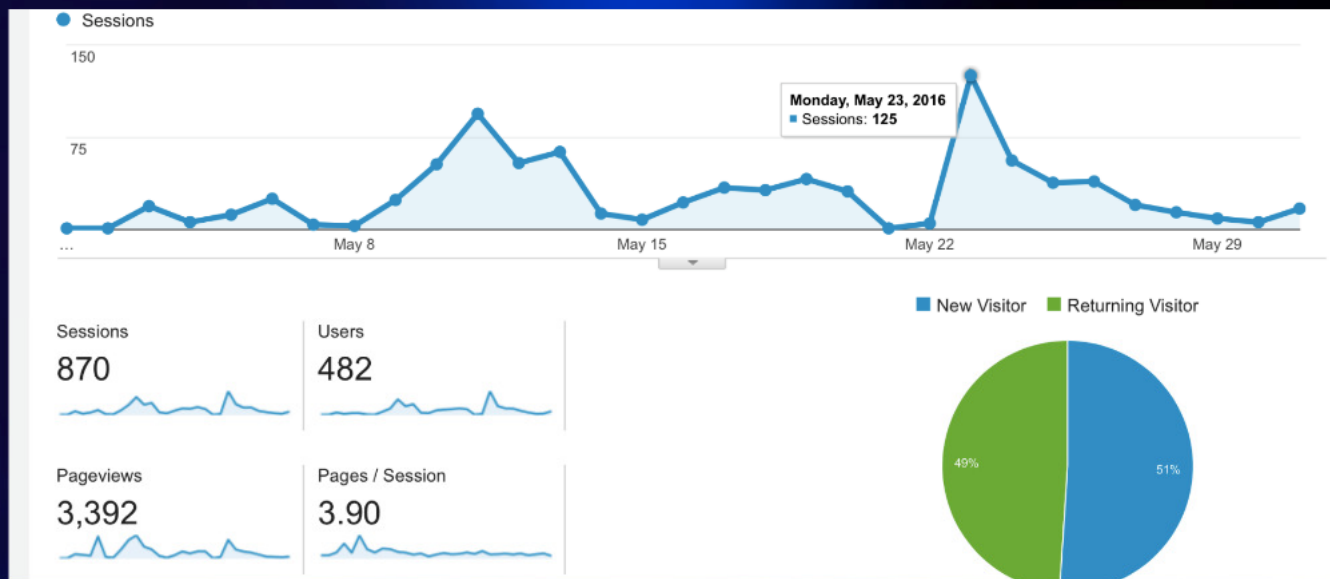 Sessions
150
75
Monday, May 23, 2016
Sessions: 125
...
May 8
May 15
May 22
May 29
New Visitor
Returning Visitor
Sessions
870
Users
482
Pageviews
3,392
Pages / Session
3.90
49%
51%